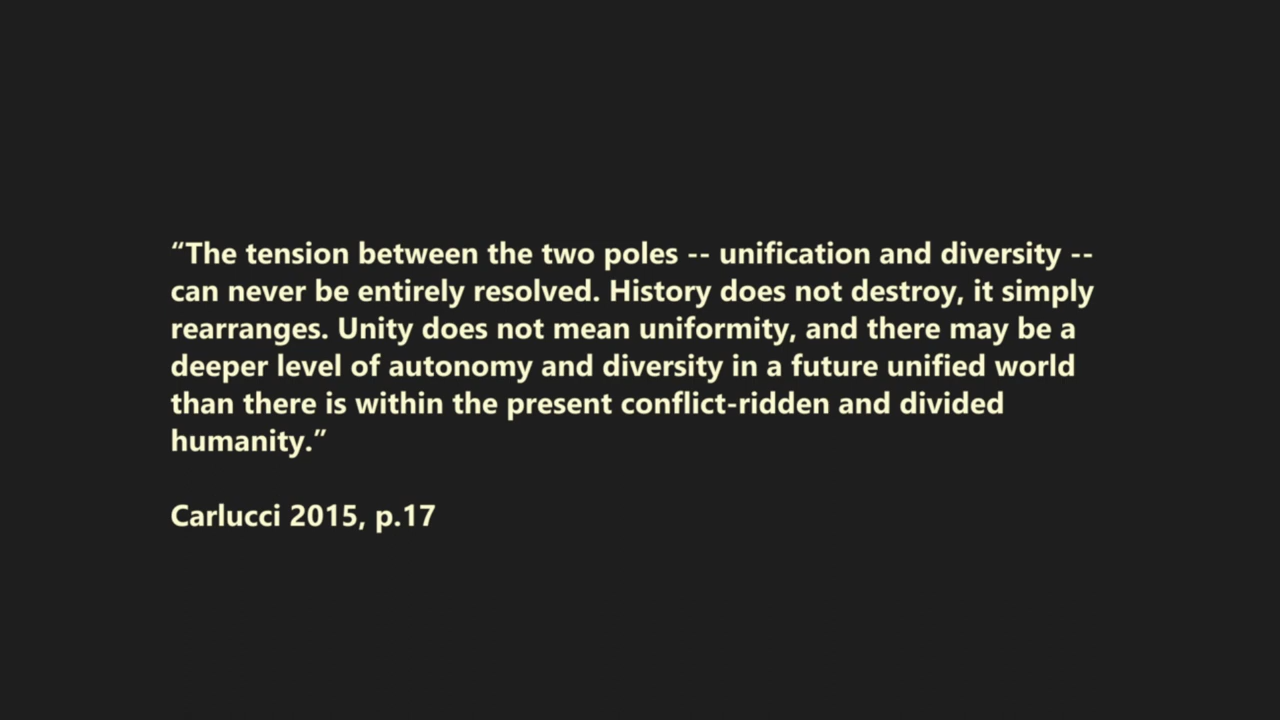 “The tension between the two poles -- unification and diversity --
can never be entirely resolved. History does not destroy, it simply
rearranges. Unity does not mean uniformity, and there may be a
deeper level of autonomy and diversity in a future unified world
than there is within the present conflict-ridden and divided
humanity.”
Carlucci 2015, p.17